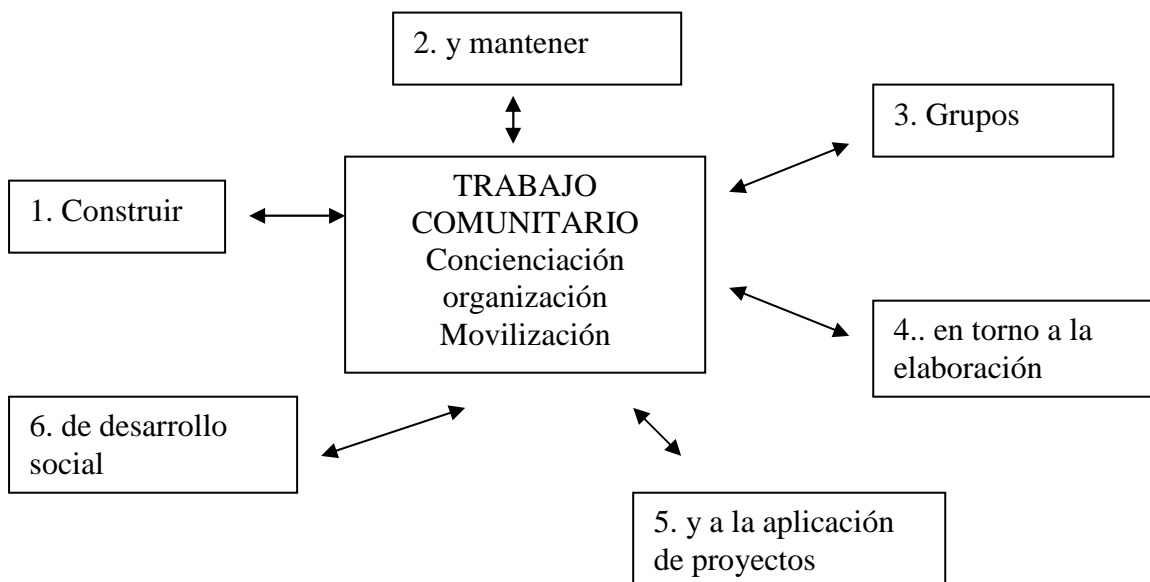 2. y mantener
3. Grupos
1. Construir
TRABAJO
COMUNITARIO
Concienciación
organización
Movilización
4.. en torno a la
elaboración
6. de desarrollo
social
5. y a la aplicación
de proyectos